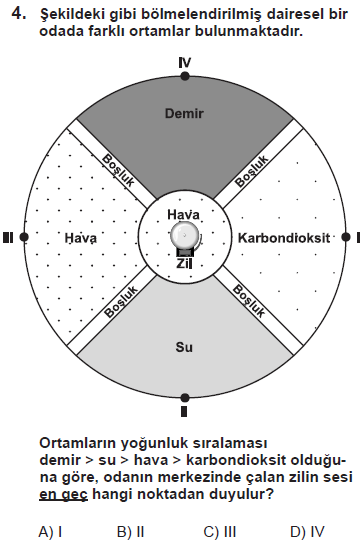 4. Şekildeki gibi bölmelendirilmiş dairesel bir
odada farklı ortamlar bulunmaktadır.
IV
Demir
Boşluk
Boşluk
Hava
III
Hava
Karbondioksit
I
Zil
Boşluk
Boşluk
Su
II
Ortamların yoğunluk sıralaması
demir > su > hava > karbondioksit olduğu-
na göre, odanın merkezinde çalan zilin sesi
en geç hangi noktadan duyulur?
A) I B) II C) III D) IV